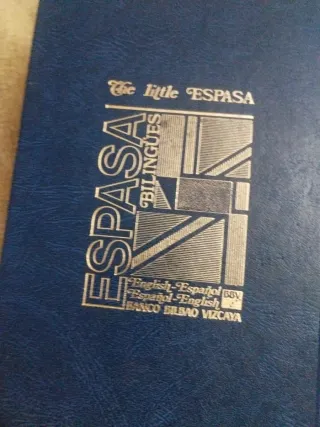 The little ESPASA
ESPASA
BILINGÜES
English-Español
Español-English
BBV
BANCO BILBAO VIZCAYA